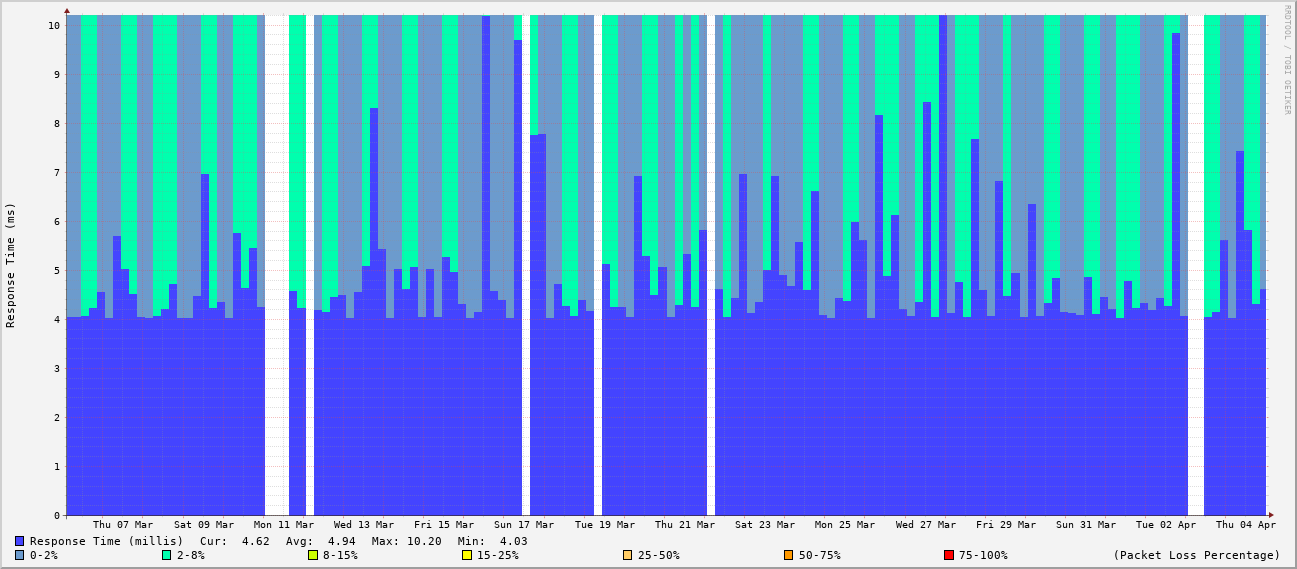 RRDTOOL / TOBI OETIKER
Response Time (ms)
10
9
8
7
6
5
4
3
2
1
0
Thu 07 Mar Sat 09 Mar Mon 11 Mar Wed 13 Mar Fri 15 Mar Sun 17 Mar Tue 19 Mar Thu 21 Mar Sat 23 Mar Mon 25 Mar Wed 27 Mar Fri 29 Mar Sun 31 Mar Tue 02 Apr Thu 04 Apr
Response Time (millis) Cur: 4.62 Avg: 4.94 Max: 10.20 Min: 4.03
0-2% 2-8% 8-15% 15-25% 25-50% 50-75% 75-100% (Packet Loss Percentage)